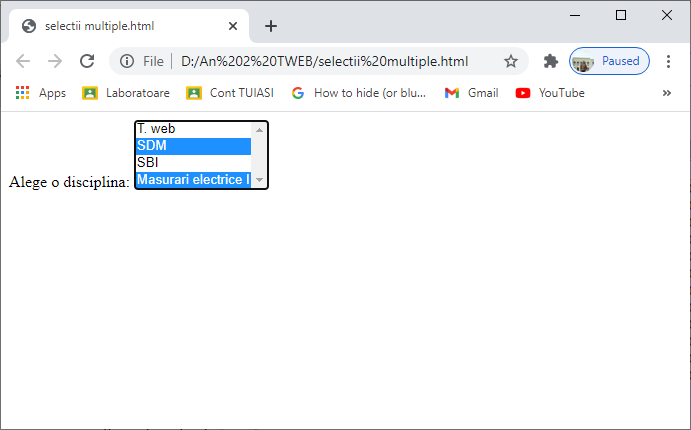 selectii multiple.html
File D:/An%202%20TWEB/selectii%20multiple.html Paused
Apps Laboratoare Cont TUIASI How to hide (or blu... Gmail YouTube »
T. web
SDM
SBI
Alege o disciplina: Masurari electrice I